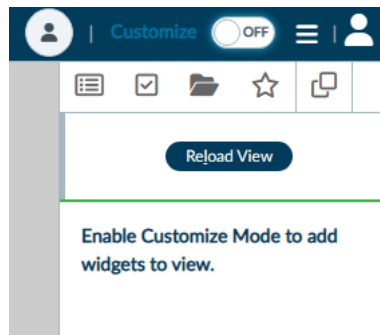 Customize OFF
Reload View
Enable Customize Mode to add
widgets to view.